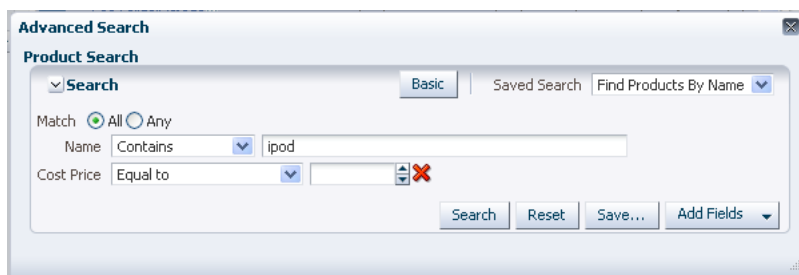 Advanced Search
Product Search
Search Basic Saved Search Find Products By Name
Match All Any
Name Contains ipod
Cost Price Equal to
Search Reset Save... Add Fields